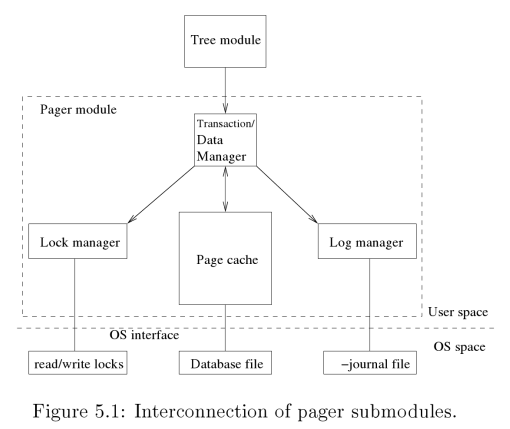 Tree module
Pager module
Transaction/
Data
Manager
Lock manager
Page cache
Log manager
User space
OS interface
OS space
read/write locks
Database file
−journal file
Figure 5.1: Interconnection of pager submodules.